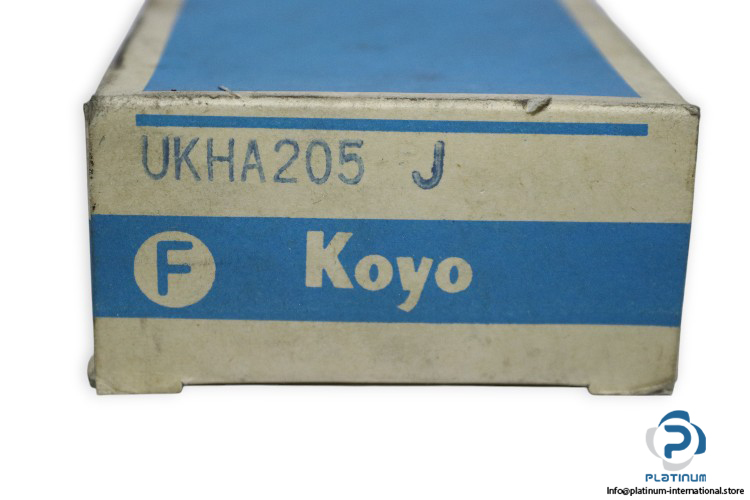 UKHA205 J
F Koyo
PLATINUM
Info@platinum-international.store